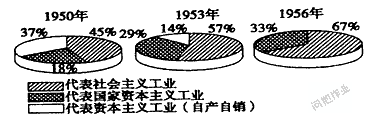 1950年 1953年 1956年
37% 45% 29% 14% 57% 33% 67%
18%
代表社会主义工业
代表国家资本主义工业
代表资本主义工业（自产自销）
问他作业